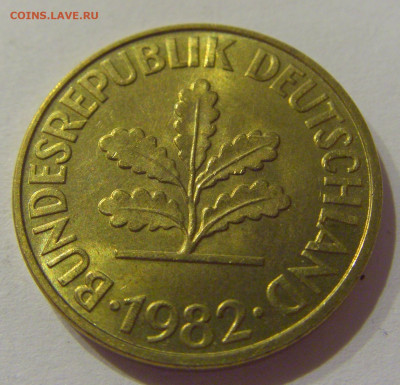 COINS.LAVE.RU
BUNDESREPUBLIK DEUTSCHLAND
·1982·